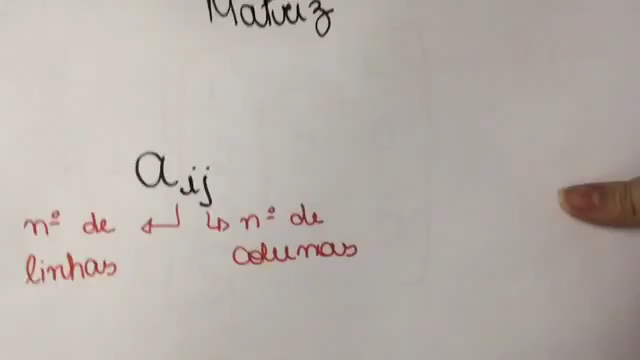 Matriz
aij
nº de
linhas
nº de
colunas